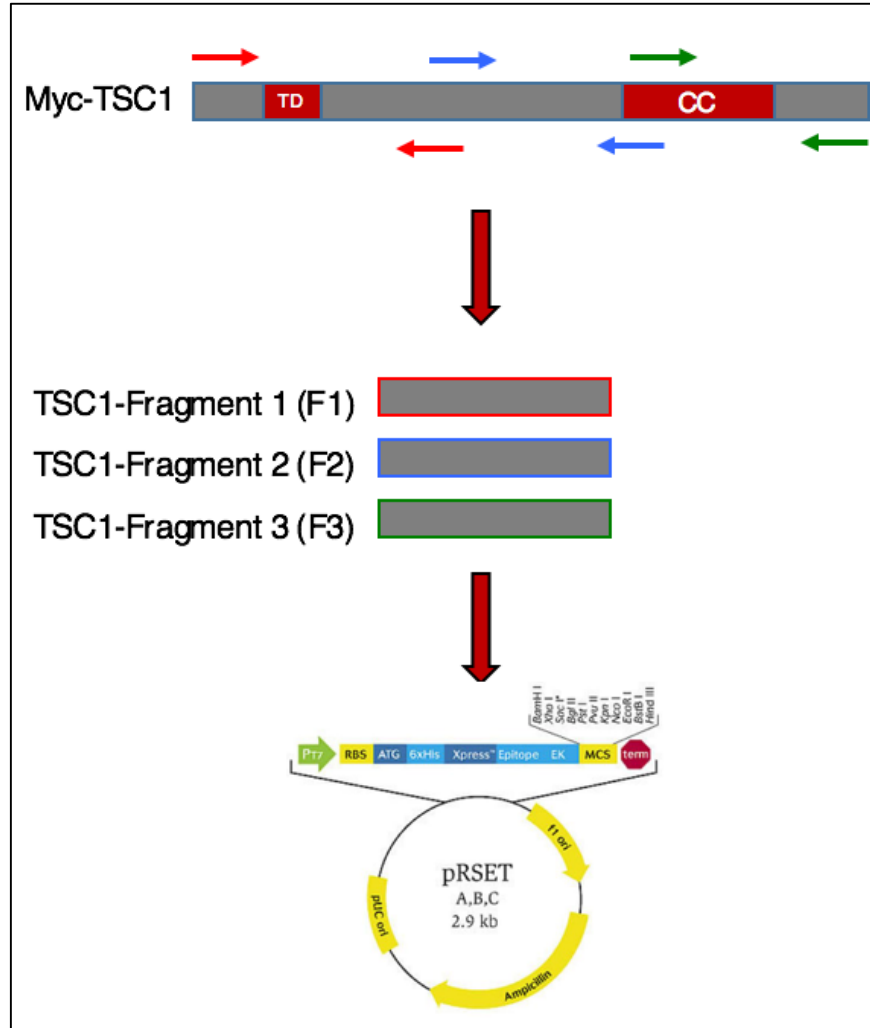 Myc-TSC1
TD
CC
TSC1-Fragment 1 (F1)
TSC1-Fragment 2 (F2)
TSC1-Fragment 3 (F3)
BamH I
Xho I
Sac I*
Bgl II
Pst I
Pvu II
Kpn I
Nco I
EcoR I
BstB I
Hind III
PT7
RBS
ATG
6xHis
Xpress™
Epitope
EK
MCS
term
f1 ori
pRSET
A,B,C
2.9 kb
pUC ori
Ampicillin